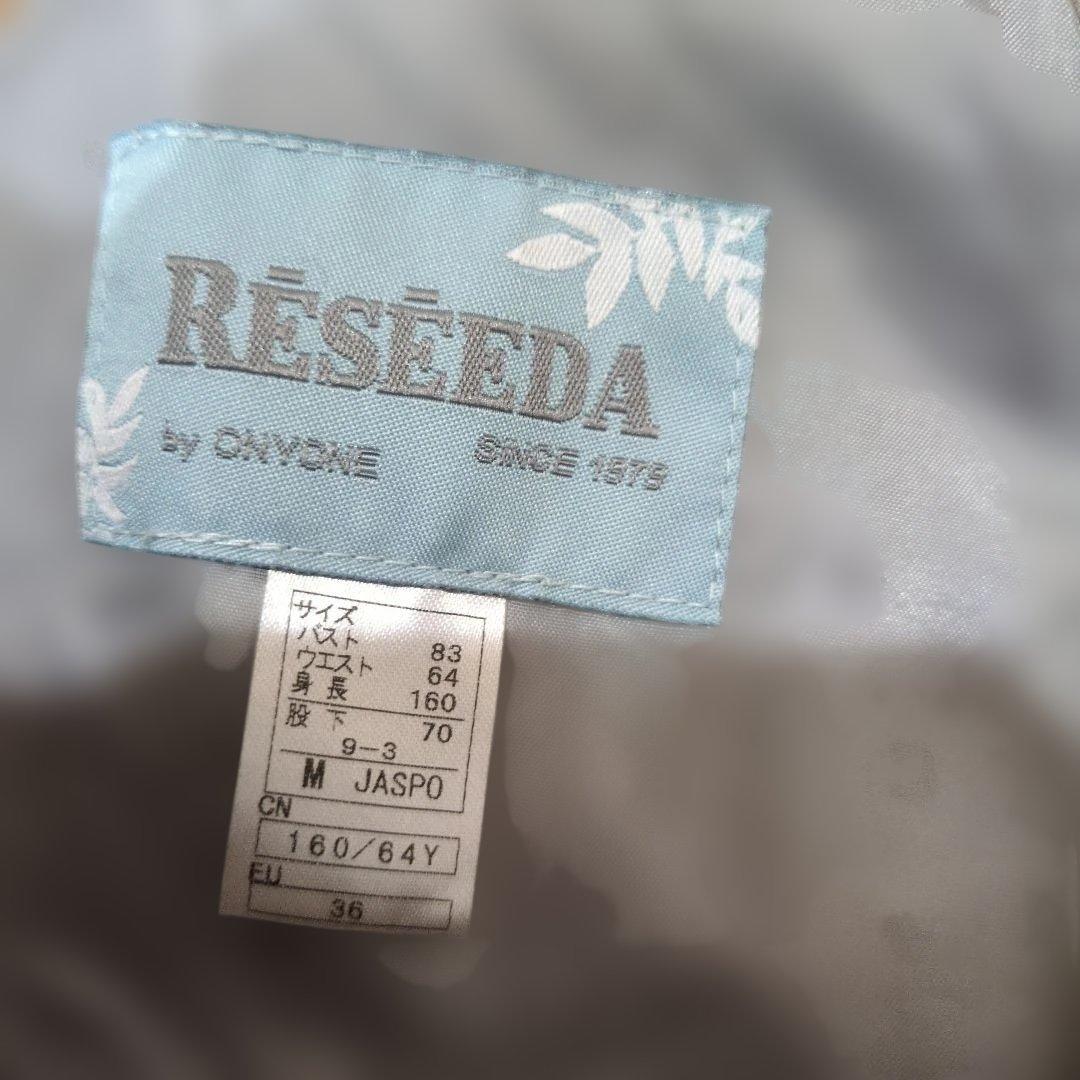 RĒSĒEDA
by ONYONE SINCE 1979
サイズ
バスト 83
ウエスト 64
身長 160
股下 70
9-3
M JASPO
CN
160/64Y
EU
36